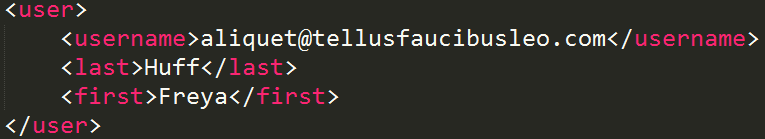 <user>
<username>aliquet@tellusfaucibusleo.com</username>
<last>Huff</last>
<first>Freya</first>
</user>